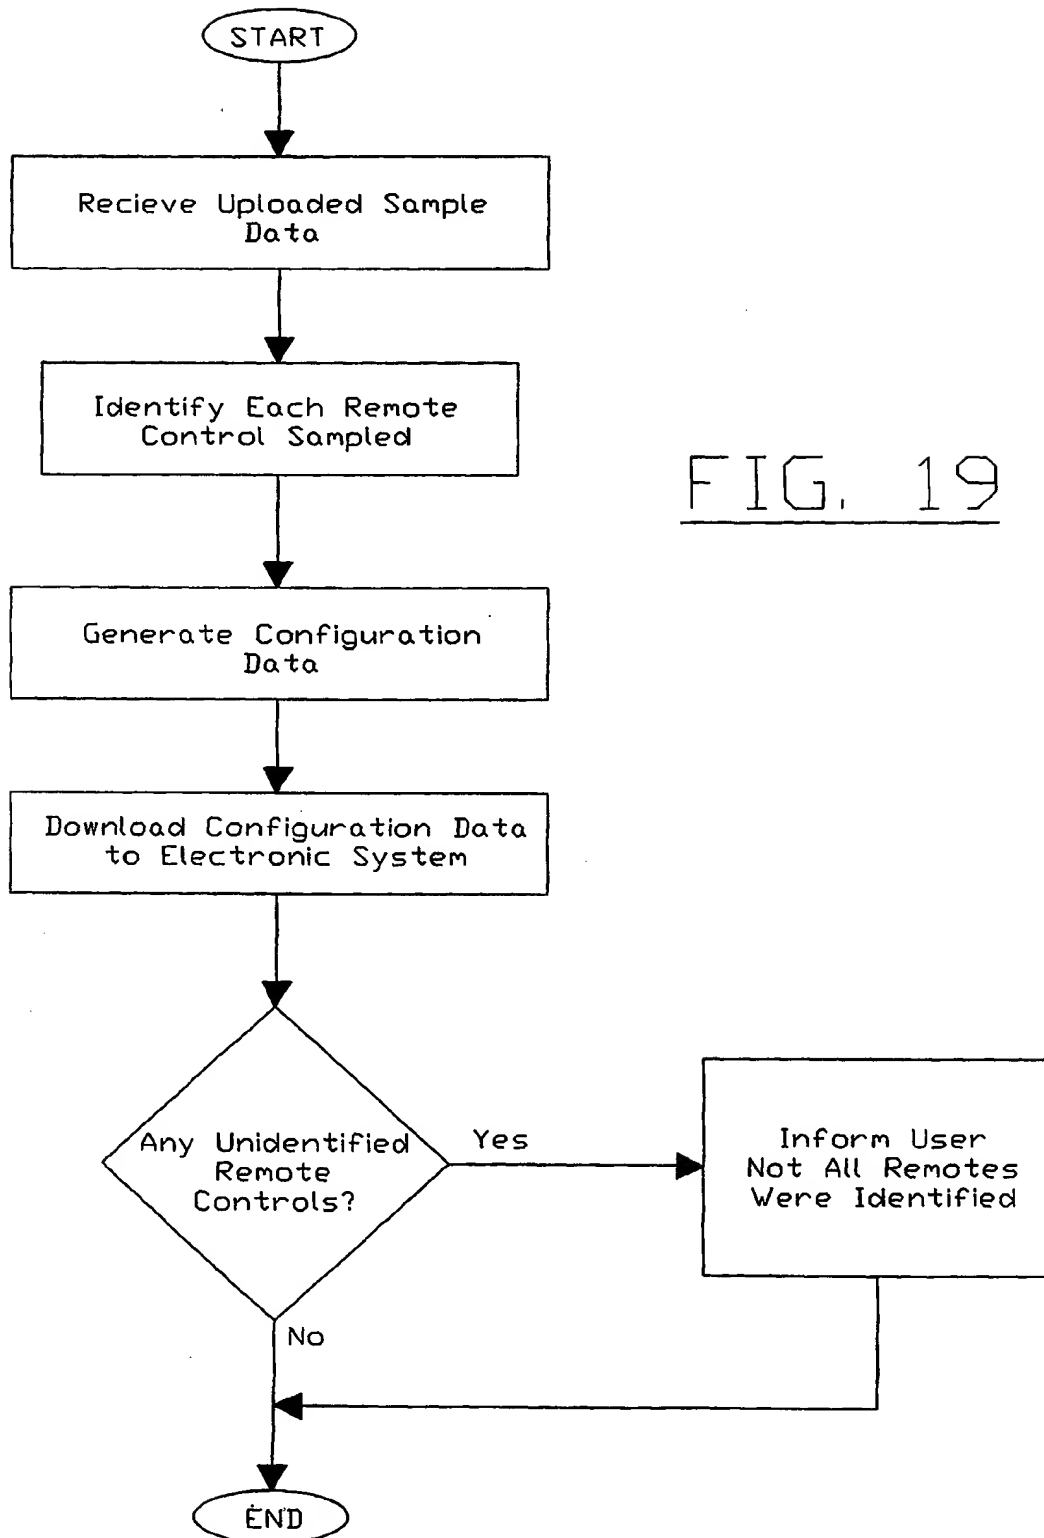 START
Recieve Uploaded Sample
Data
Identify Each Remote
Control Sampled
FIG. 19
Generate Configuration
Data
Download Configuration Data
to Electronic System
Any Unidentified
Remote
Controls?
Yes
Inform User
Not All Remotes
Were Identified
No
END